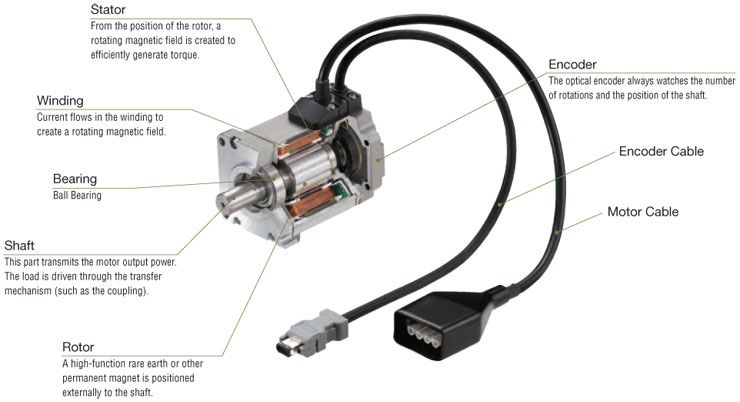 Stator
From the position of the rotor, a
rotating magnetic field is created to
efficiently generate torque.
Winding
Current flows in the winding to
create a rotating magnetic field.
Bearing
Ball Bearing
Shaft
This part transmits the motor output power.
The load is driven through the transfer
mechanism (such as the coupling).
Rotor
A high-function rare earth or other
permanent magnet is positioned
externally to the shaft.
Encoder
The optical encoder always watches the number
of rotations and the position of the shaft.
Encoder Cable
Motor Cable